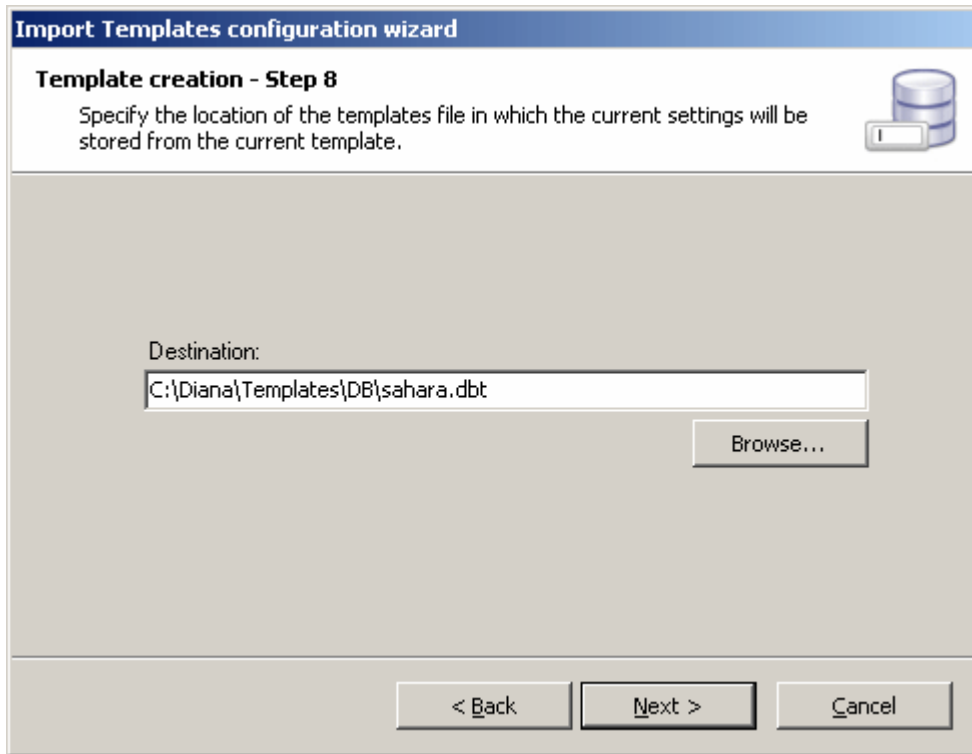 Import Templates configuration wizard
Template creation - Step 8
Specify the location of the templates file in which the current settings will be
stored from the current template.
Destination:
C:\Diana\Templates\DB\sahara.dbt
Browse...
< Back
Next >
Cancel